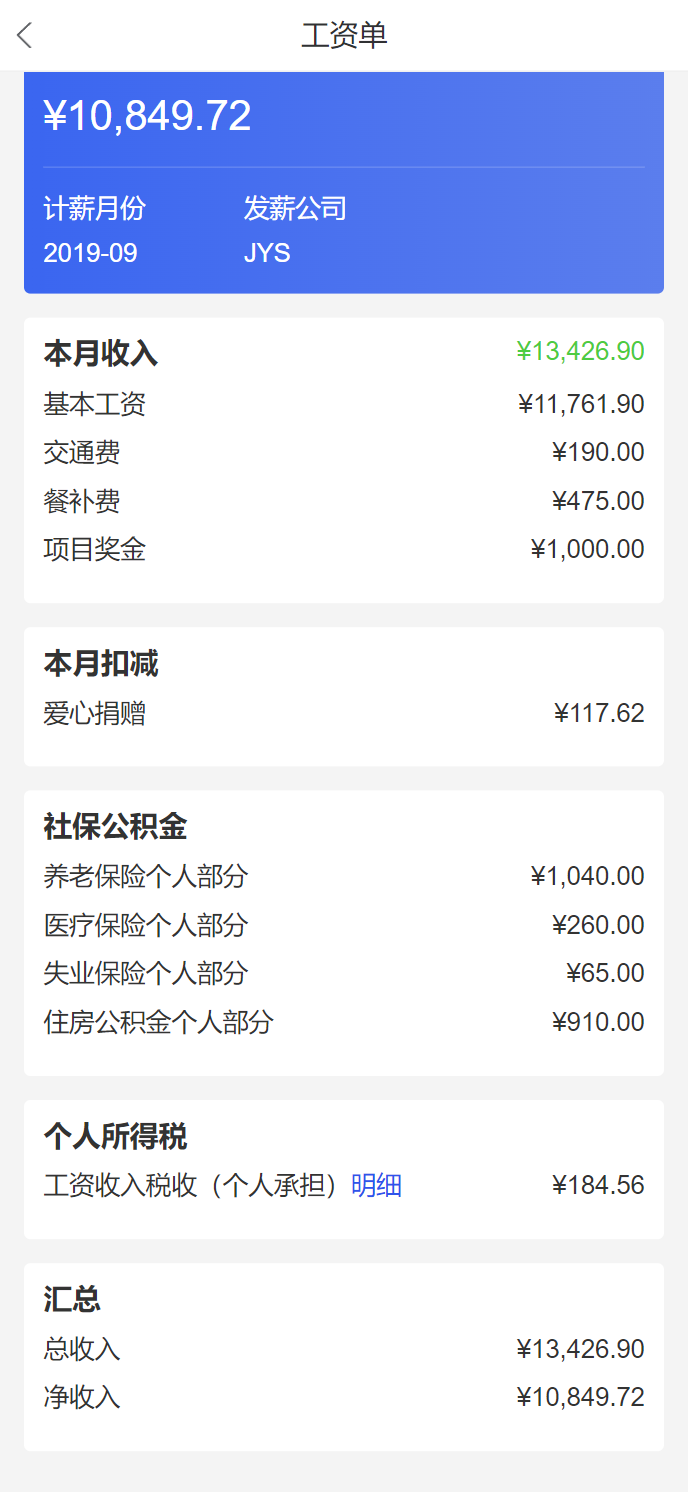 工资单
¥10,849.72
计薪月份 发薪公司
2019-09 JYS
本月收入 ¥13,426.90
基本工资 ¥11,761.90
交通费 ¥190.00
餐补费 ¥475.00
项目奖金 ¥1,000.00
本月扣减
爱心捐赠 ¥117.62
社保公积金
养老保险个人部分 ¥1,040.00
医疗保险个人部分 ¥260.00
失业保险个人部分 ¥65.00
住房公积金个人部分 ¥910.00
个人所得税
工资收入税收（个人承担）明细 ¥184.56
汇总
总收入 ¥13,426.90
净收入 ¥10,849.72